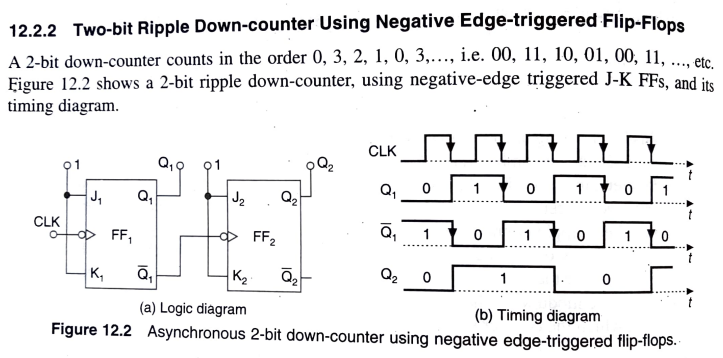 12.2.2 Two-bit Ripple Down-counter Using Negative Edge-triggered Flip-Flops
A 2-bit down-counter counts in the order 0, 3, 2, 1, 0, 3,..., i.e. 00, 11, 10, 01, 00, 11, ..., etc.
Figure 12.2 shows a 2-bit ripple down-counter, using negative-edge triggered J-K FFs, and its
timing diagram.
1 Q₁ 1 Q₂
J₁ Q₁ J₂ Q₂
CLK
FF₁ FF₂
K₁ Q̅₁ K₂ Q̅₂
(a) Logic diagram
CLK
t
Q₁ 0 1 0 1 0 1
t
Q̅₁ 1 0 1 0 1 0
t
Q₂ 0 1 0
t
(b) Timing diagram
Figure 12.2 Asynchronous 2-bit down-counter using negative edge-triggered flip-flops.